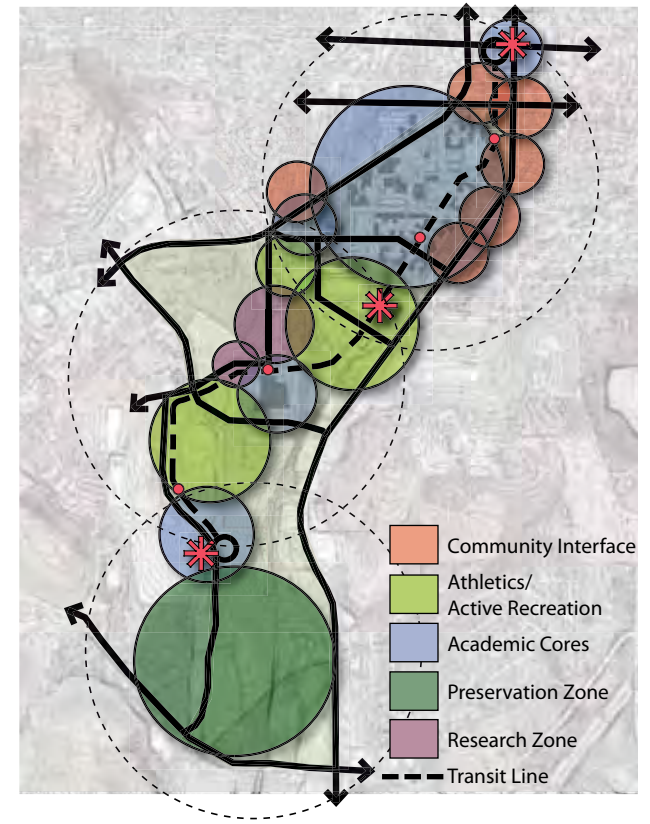 Community Interface
Athletics/
Active Recreation
Academic Cores
Preservation Zone
Research Zone
Transit Line